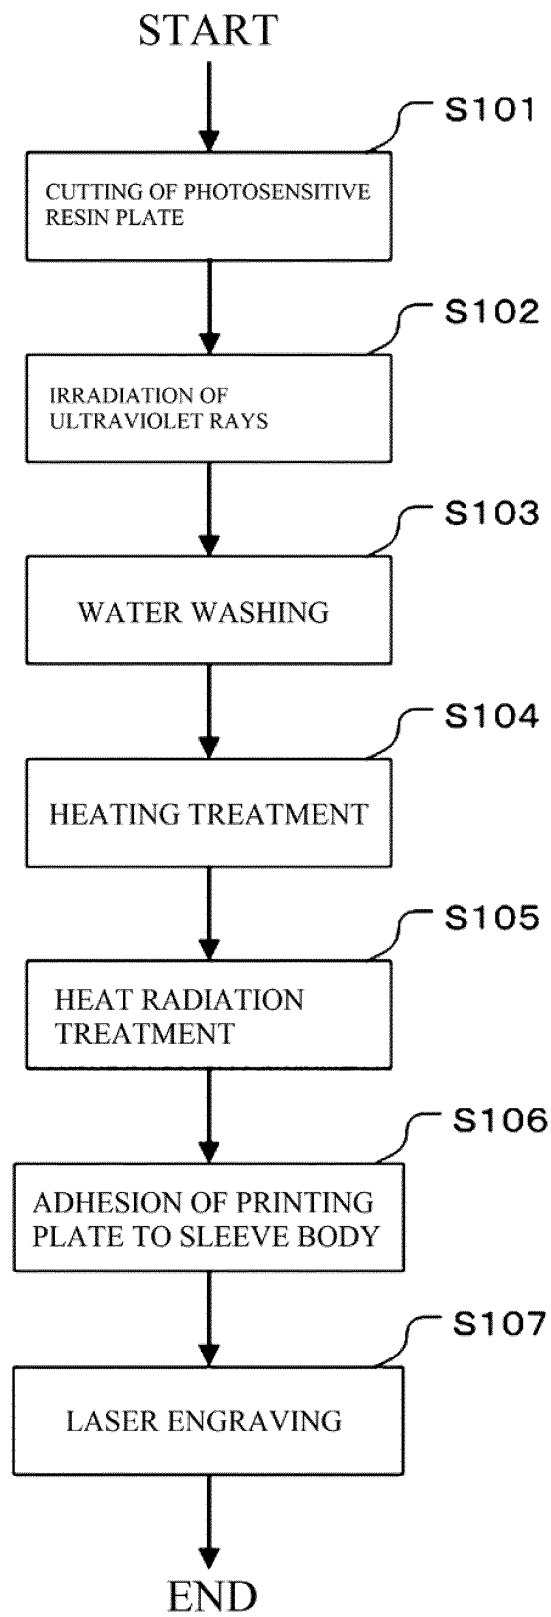 START
S101
CUTTING OF PHOTOSENSITIVE
RESIN PLATE
S102
IRRADIATION OF
ULTRAVIOLET RAYS
S103
WATER WASHING
S104
HEATING TREATMENT
S105
HEAT RADIATION
TREATMENT
S106
ADHESION OF PRINTING
PLATE TO SLEEVE BODY
S107
LASER ENGRAVING
END